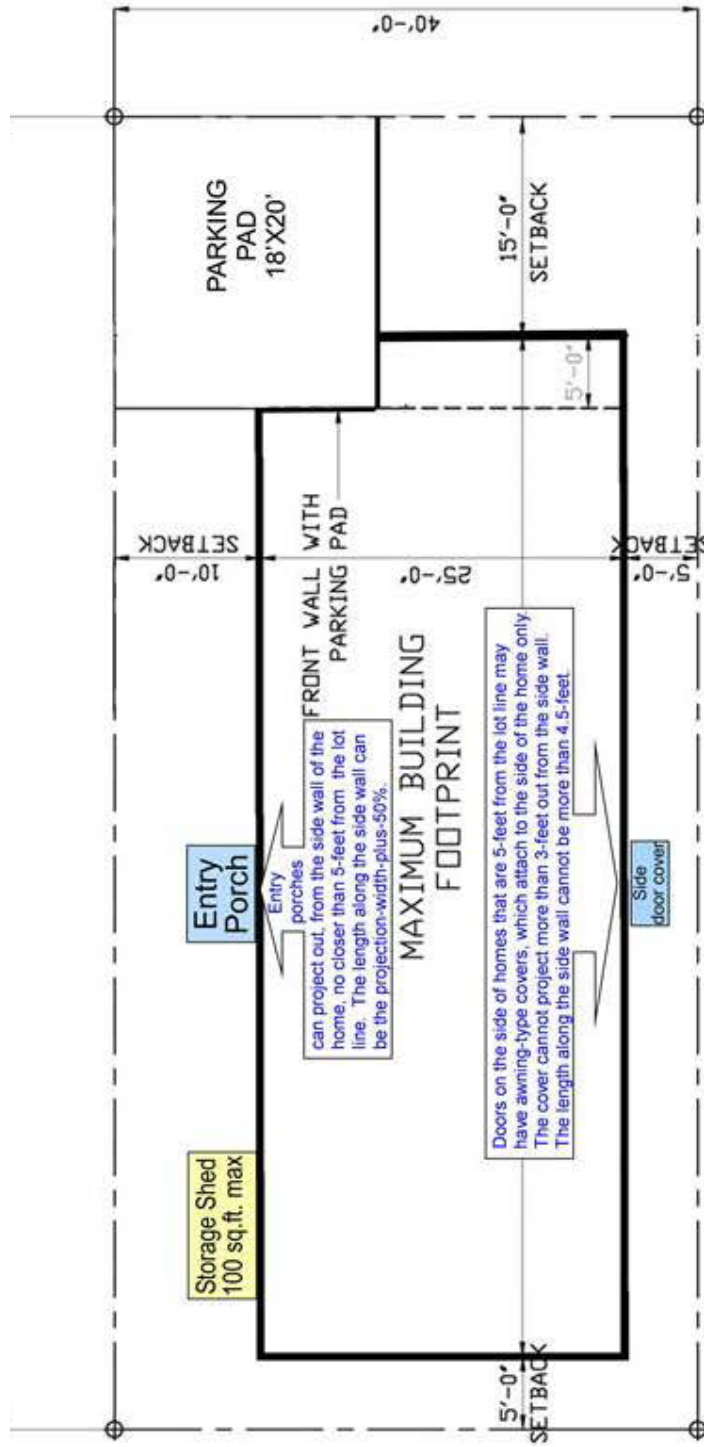 40'-0"
PARKING
PAD
18'X20'
15'-0"
SETBACK
5'-0"
SETBACK
10'-0"
FRONT WALL WITH
PARKING PAD
25'-0"
SETBACK
5'-0"
Entry
Porch
Entry
porches
can project out, from the side wall of the
home, no closer than 5-feet from the lot
line. The length along the side wall can
be the projection-width-plus-50%.
MAXIMUM BUILDING
FOOTPRINT
Doors on the side of homes that are 5-feet from the lot line may
have awning-type covers, which attach to the side of the home only.
The cover cannot project more than 3-feet out from the side wall.
The length along the side wall cannot be more than 4.5-feet.
Side
door cover
Storage Shed
100 sq.ft. max
5'-0"
SETBACK